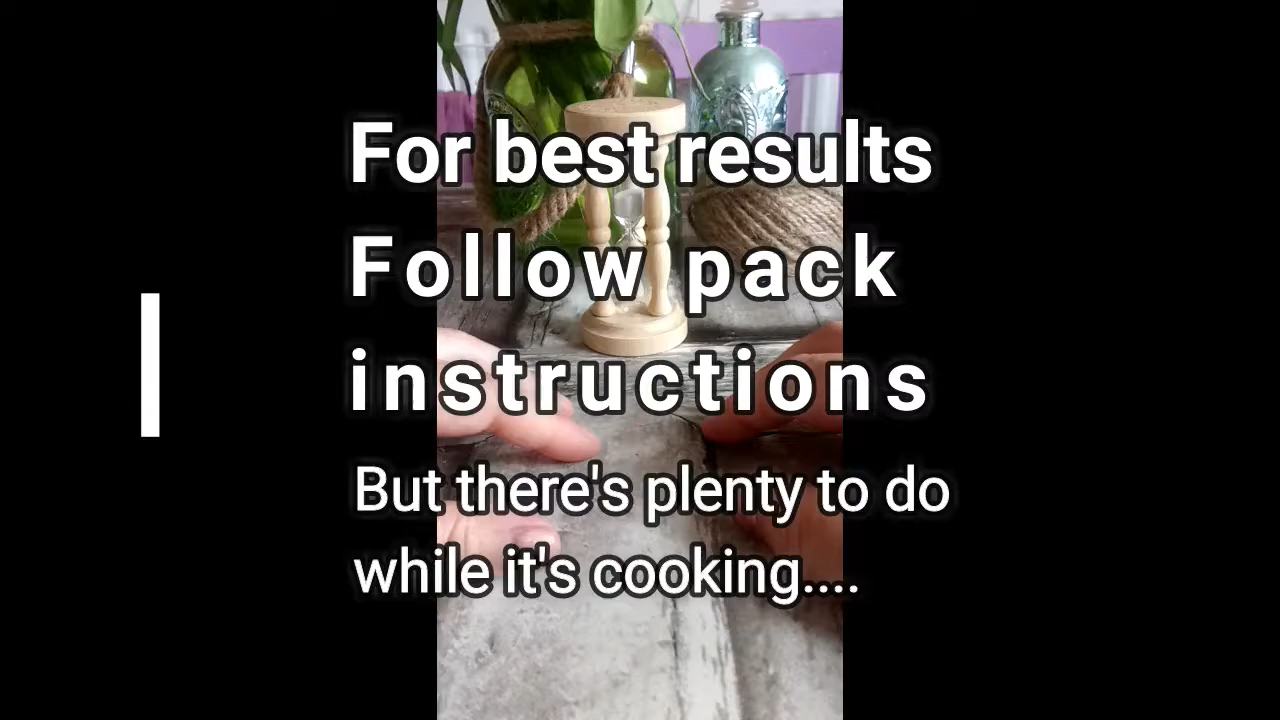 For best results
Follow pack
instructions
But there's plenty to do
while it's cooking....